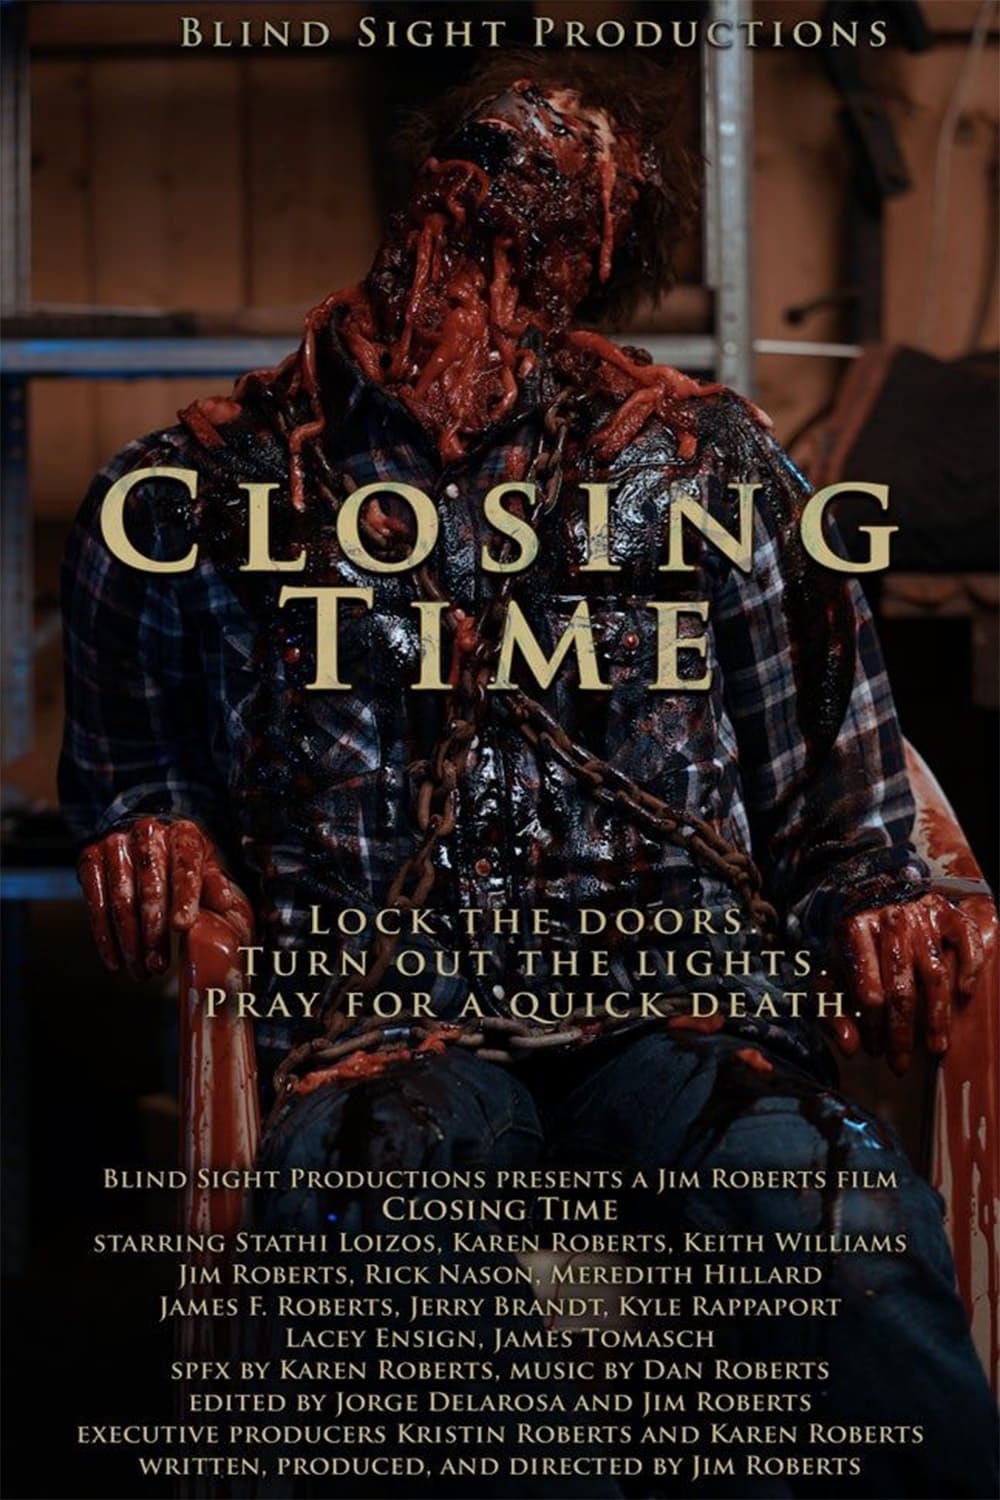 Blind Sight Productions
Closing
Time
Lock the doors.
Turn out the lights.
Pray for a quick death.
Blind Sight Productions presents a Jim Roberts film
Closing Time
starring Stathi Loizos, Karen Roberts, Keith Williams
Jim Roberts, Rick Nason, Meredith Hillard
James F. Roberts, Jerry Brandt, Kyle Rappaport
Lacey Ensign, James Tomasch
spfx by Karen Roberts, music by Dan Roberts
edited by Jorge Delarosa and Jim Roberts
executive producers Kristin Roberts and Karen Roberts
written, produced, and directed by Jim Roberts